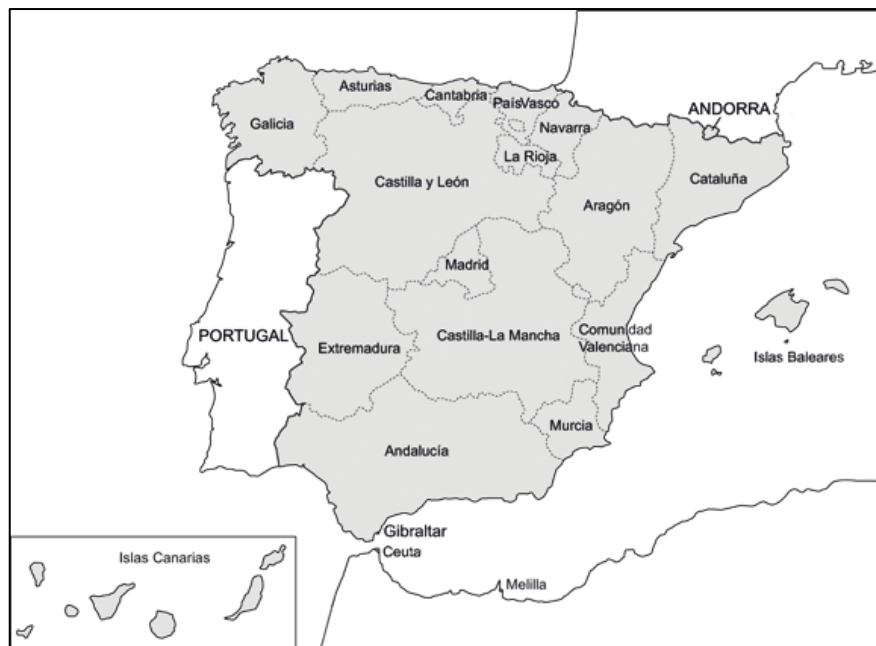 Asturias
Cantabria
PaísVasco
ANDORRA
Galicia
Navarra
La Rioja
Castilla y León
Cataluña
Aragón
Madrid
PORTUGAL
Extremadura
Castilla-La Mancha
Comunidad
Valenciana
Islas Baleares
Murcia
Andalucía
Gibraltar
Ceuta
Islas Canarias
Melilla